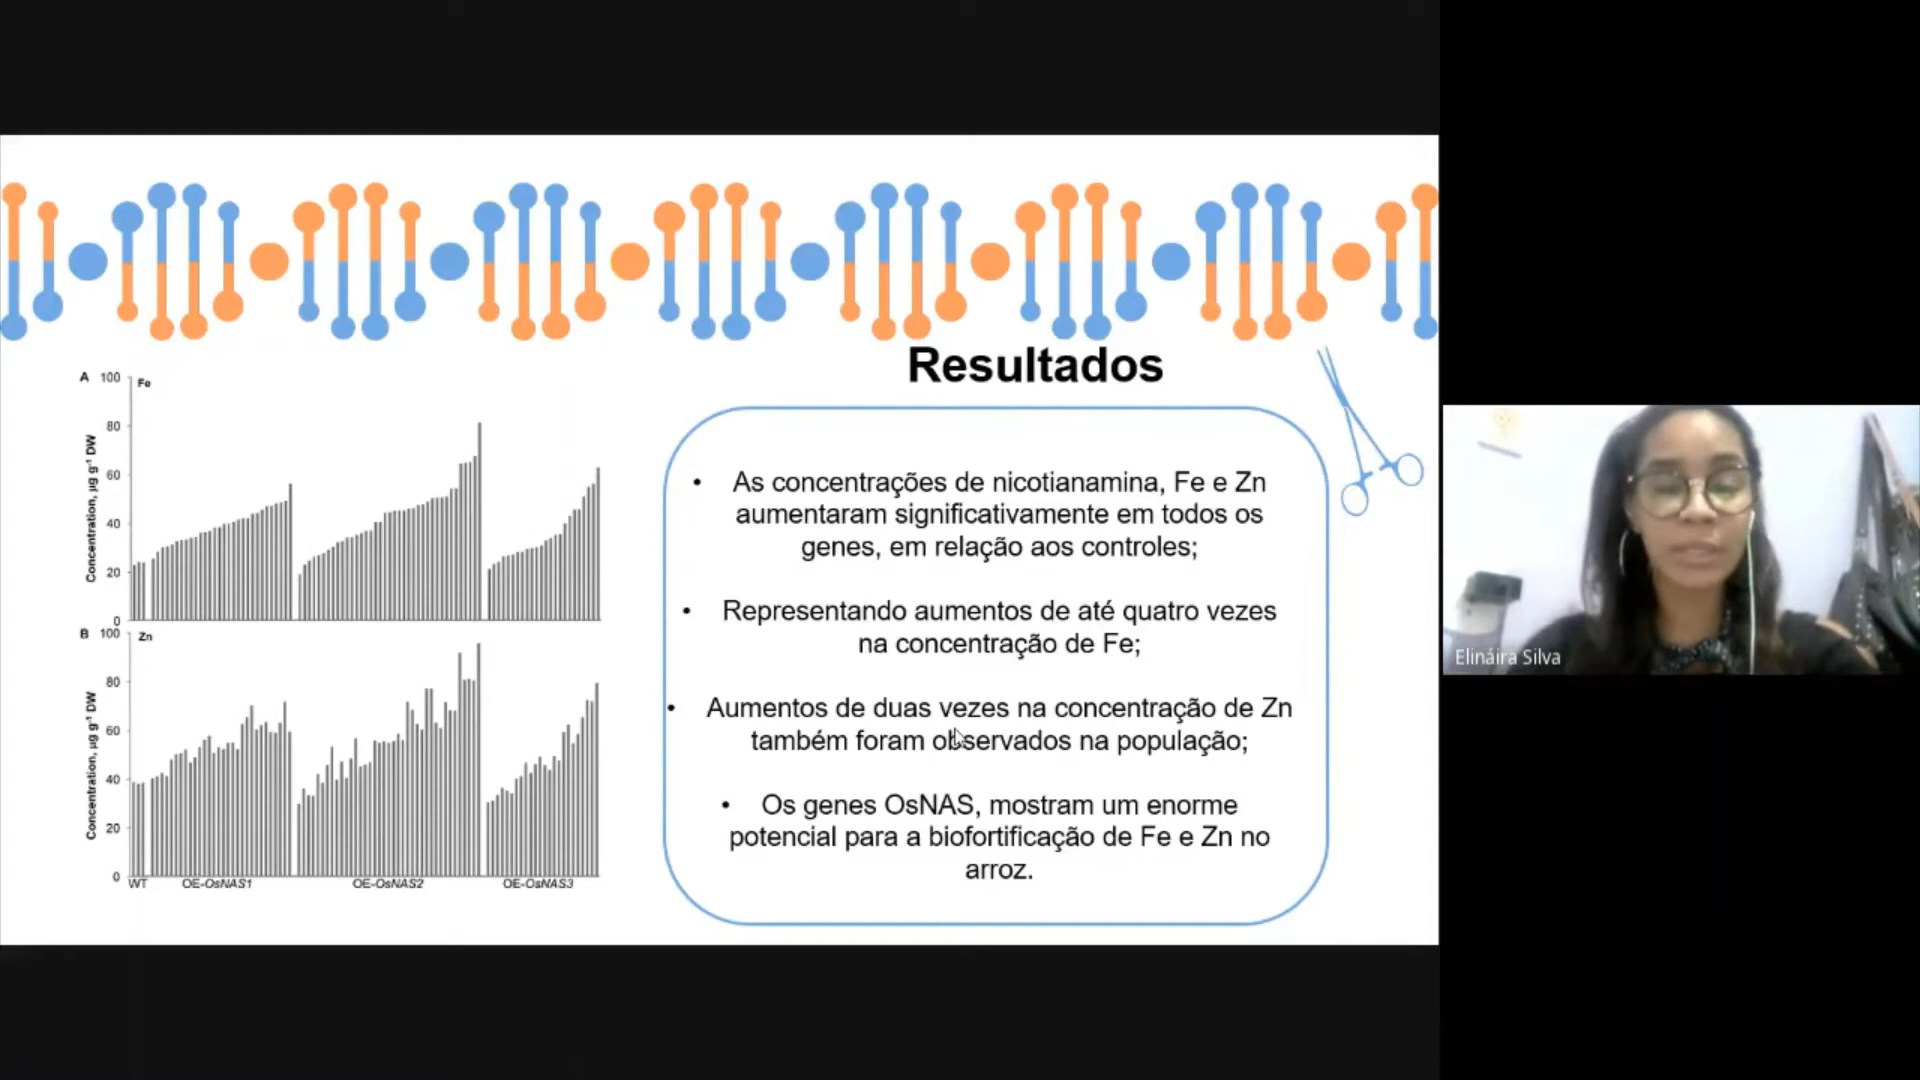 Resultados
A
Fe
Concentration, µg g⁻¹ DW
100
80
60
40
20
0
B
Zn
Concentration, µg g⁻¹ DW
100
80
60
40
20
0
WT
OE-OsNAS1
OE-OsNAS2
OE-OsNAS3
• As concentrações de nicotianamina, Fe e Zn
aumentaram significativamente em todos os
genes, em relação aos controles;
• Representando aumentos de até quatro vezes
na concentração de Fe;
• Aumentos de duas vezes na concentração de Zn
também foram observados na população;
• Os genes OsNAS, mostram um enorme
potencial para a biofortificação de Fe e Zn no
arroz.
Elináira Silva